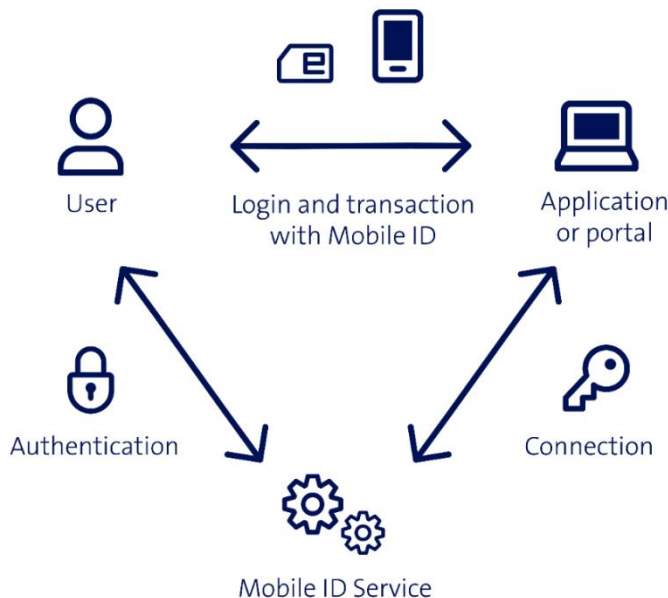 User
Login and transaction
with Mobile ID
Application
or portal
Authentication
Connection
Mobile ID Service